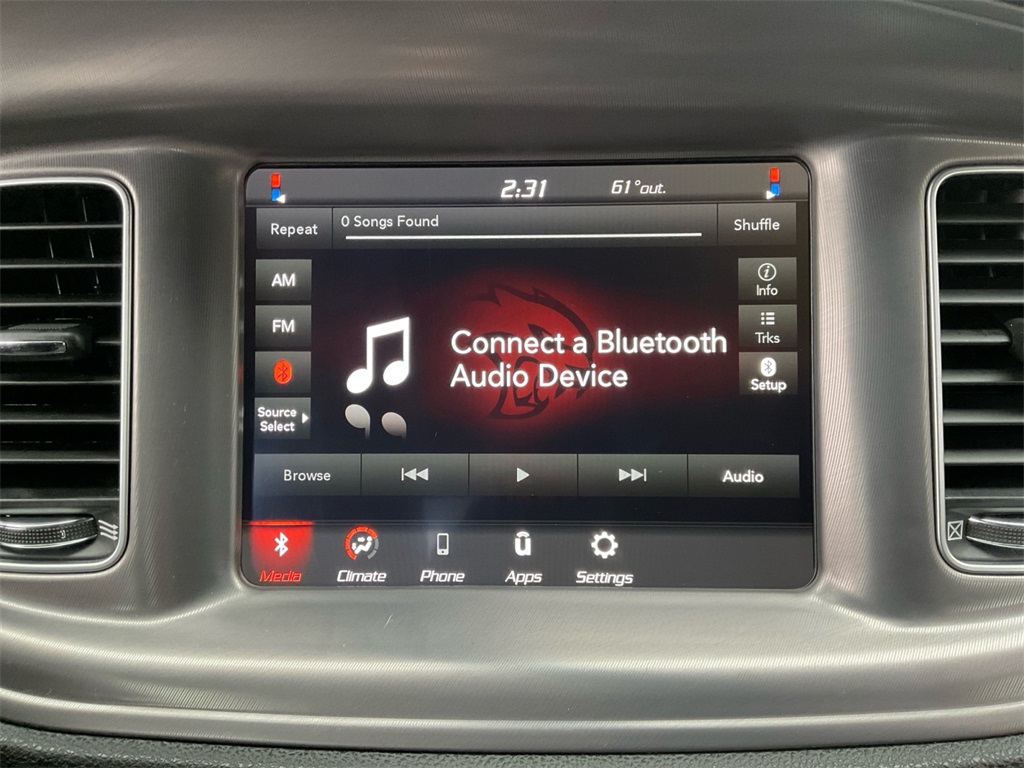 2:31 61°out.
Repeat 0 Songs Found Shuffle
AM
FM
Source
Select
Connect a Bluetooth
Audio Device
Info
Trks
Setup
Browse Audio
Media Climate Phone Apps Settings